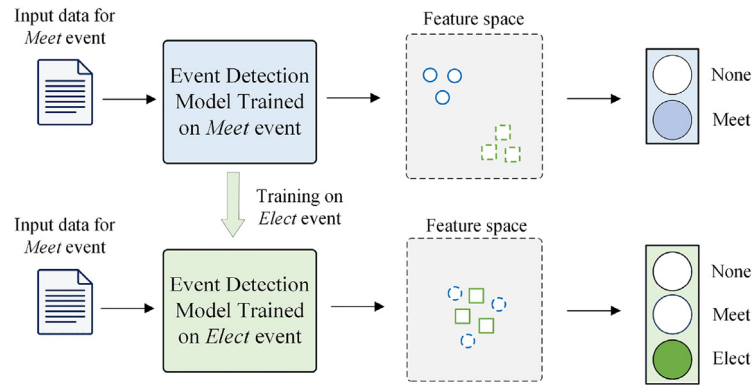 Input data for
Meet event
Event Detection
Model Trained
on Meet event
Feature space
None
Meet
Training on
Elect event
Input data for
Meet event
Event Detection
Model Trained
on Elect event
Feature space
None
Meet
Elect